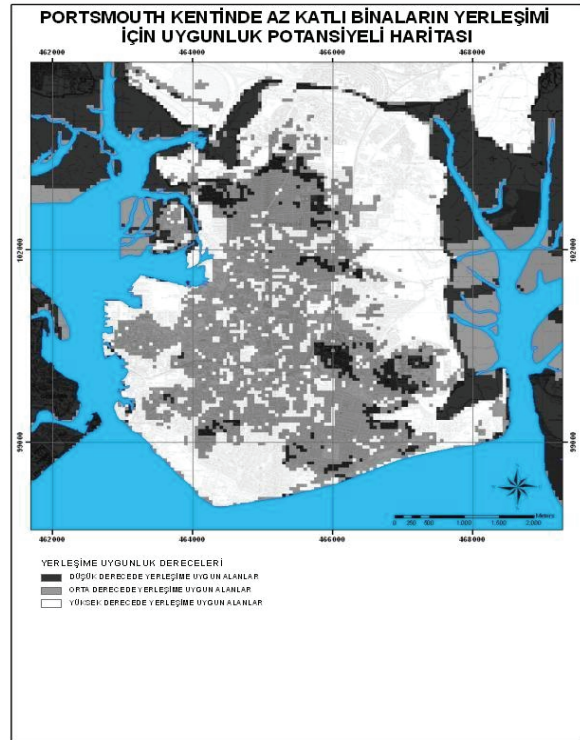 PORTSMOUTH KENTİNDE AZ KATLI BİNALARIN YERLEŞİMİ
İÇİN UYGUNLUK POTANSİYELİ HARİTASI
462000 464000 466000 468000
102000 102000
99000 99000
Meters
0 250 500 1,000 1,500 2,000
462000 464000 466000 468000
YERLEŞİME UYGUNLUK DERECELERİ
DÜŞÜK DERECEDE YERLEŞİME UYGUN ALANLAR
ORTA DERECEDE YERLEŞİME UYGUN ALANLAR
YÜKSEK DERECEDE YERLEŞİME UYGUN ALANLAR